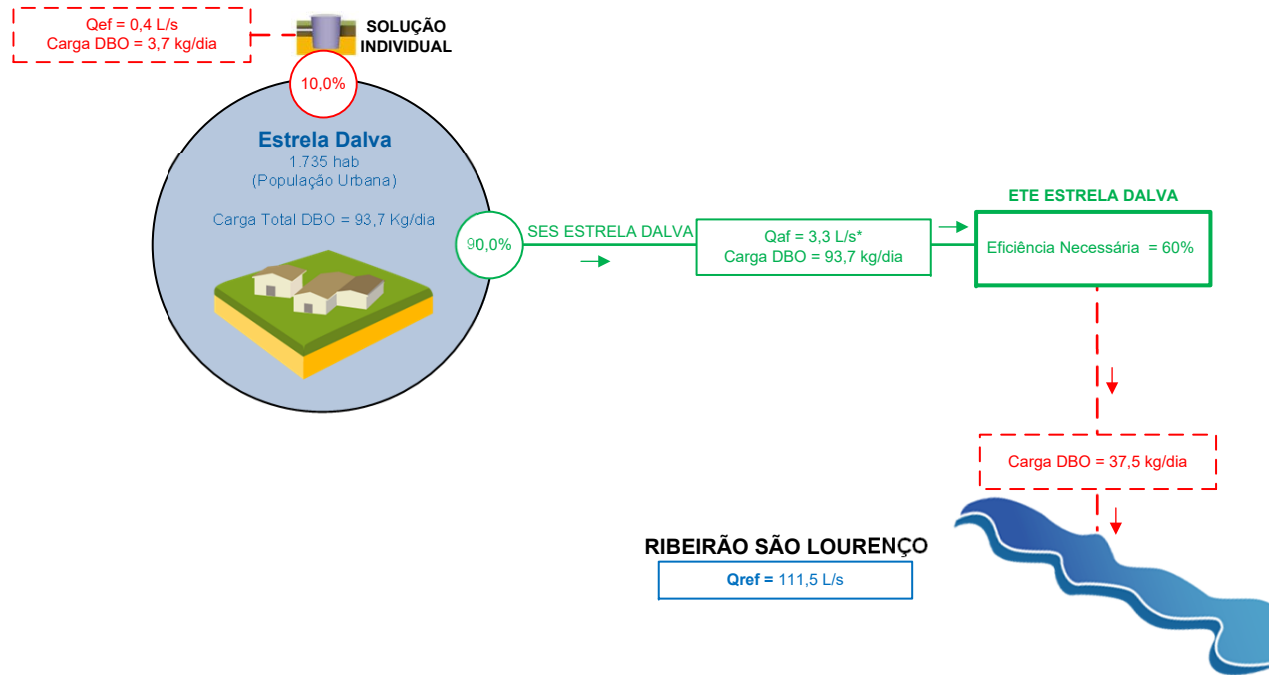 Qef = 0,4 L/s
Carga DBO = 3,7 kg/dia
SOLUÇÃO
INDIVIDUAL
10,0%
Estrela Dalva
1.735 hab
(População Urbana)
Carga Total DBO = 93,7 Kg/dia
90,0%
SES ESTRELA DALVA
Qaf = 3,3 L/s*
Carga DBO = 93,7 kg/dia
ETE ESTRELA DALVA
Eficiência Necessária = 60%
Carga DBO = 37,5 kg/dia
RIBEIRÃO SÃO LOURENÇO
Qref = 111,5 L/s